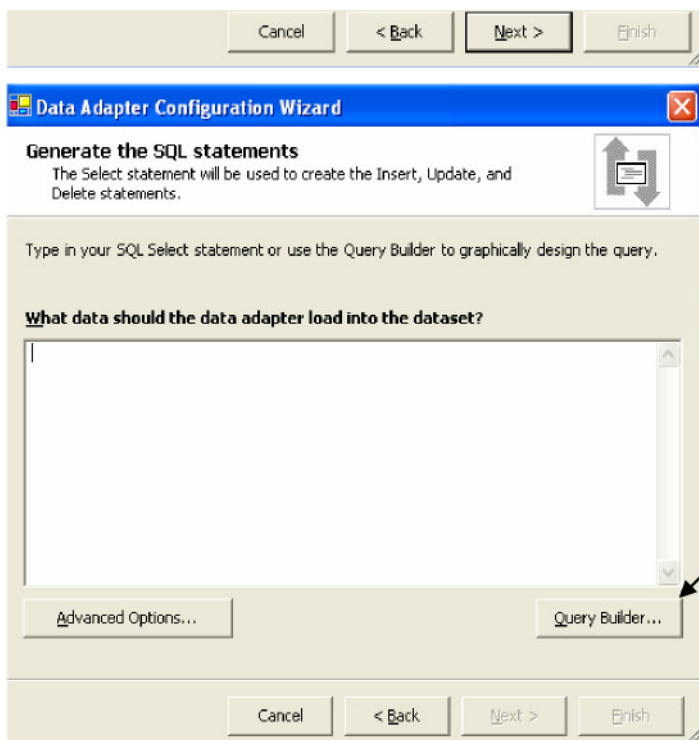 Cancel < Back Next > Finish
Data Adapter Configuration Wizard
Generate the SQL statements
The Select statement will be used to create the Insert, Update, and
Delete statements.
Type in your SQL Select statement or use the Query Builder to graphically design the query.
What data should the data adapter load into the dataset?
Advanced Options... Query Builder...
Cancel < Back Next > Finish